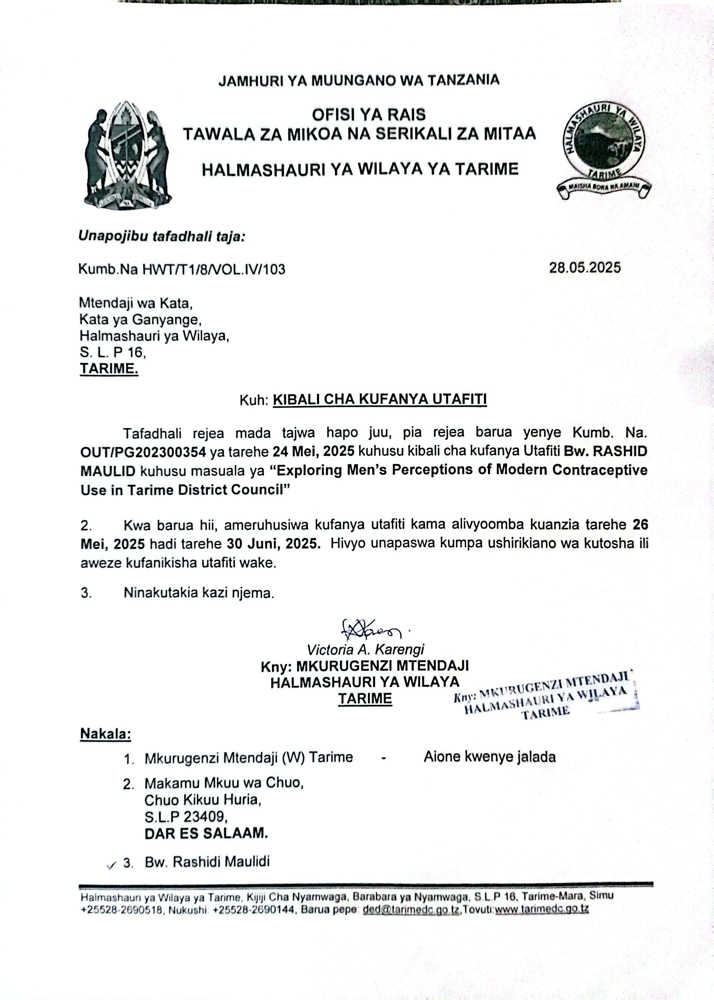 JAMHURI YA MUUNGANO WA TANZANIA
OFISI YA RAIS
TAWALA ZA MIKOA NA SERIKALI ZA MITAA
HALMASHAURI YA WILAYA YA TARIME
NA
HALMASHAURI YA WILAYA
TARIME
MAISHA BORA NA AMANI
Unapojibu tafadhali taja:
Kumb.Na HWT/T1/8/VOL.IV/103
28.05.2025
Mtendaji wa Kata,
Kata ya Ganyange,
Halmashauri ya Wilaya,
S. L. P 16,
TARIME.
Kuh: KIBALI CHA KUFANYA UTAFITI
Tafadhali rejea mada tajwa hapo juu, pia rejea barua yenye Kumb. Na.
OUT/PG202300354 ya tarehe 24 Mei, 2025 kuhusu kibali cha kufanya Utafiti Bw. RASHID
MAULID kuhusu masuala ya “Exploring Men’s Perceptions of Modern Contraceptive
Use in Tarime District Council”
2. Kwa barua hii, ameruhusiwa kufanya utafiti kama alivyoomba kuanzia tarehe 26
Mei, 2025 hadi tarehe 30 Juni, 2025. Hivyo unapaswa kumpa ushirikiano wa kutosha ili
aweze kufanikisha utafiti wake.
3. Ninakutakia kazi njema.
Victoria A. Karengi
Kny: MKURUGENZI MTENDAJI
HALMASHAURI YA WILAYA
TARIME
Kny: MKURUGENZI MTENDAJI
HALMASHAURI YA WILAYA
TARIME
Nakala:
1. Mkurugenzi Mtendaji (W) Tarime - Aione kwenye jalada
2. Makamu Mkuu wa Chuo,
Chuo Kikuu Huria,
S.L.P 23409,
DAR ES SALAAM.
✓ 3. Bw. Rashidi Maulidi
Halmashauri ya Wilaya ya Tarime, Kijiji Cha Nyamwaga, Barabara ya Nyamwaga, S.L.P 16, Tarime-Mara, Simu
+25528-2690518, Nukushi: +25528-2690144, Barua pepe: ded@tarimedc.go.tz,Tovuti:www.tarimedc.go.tz